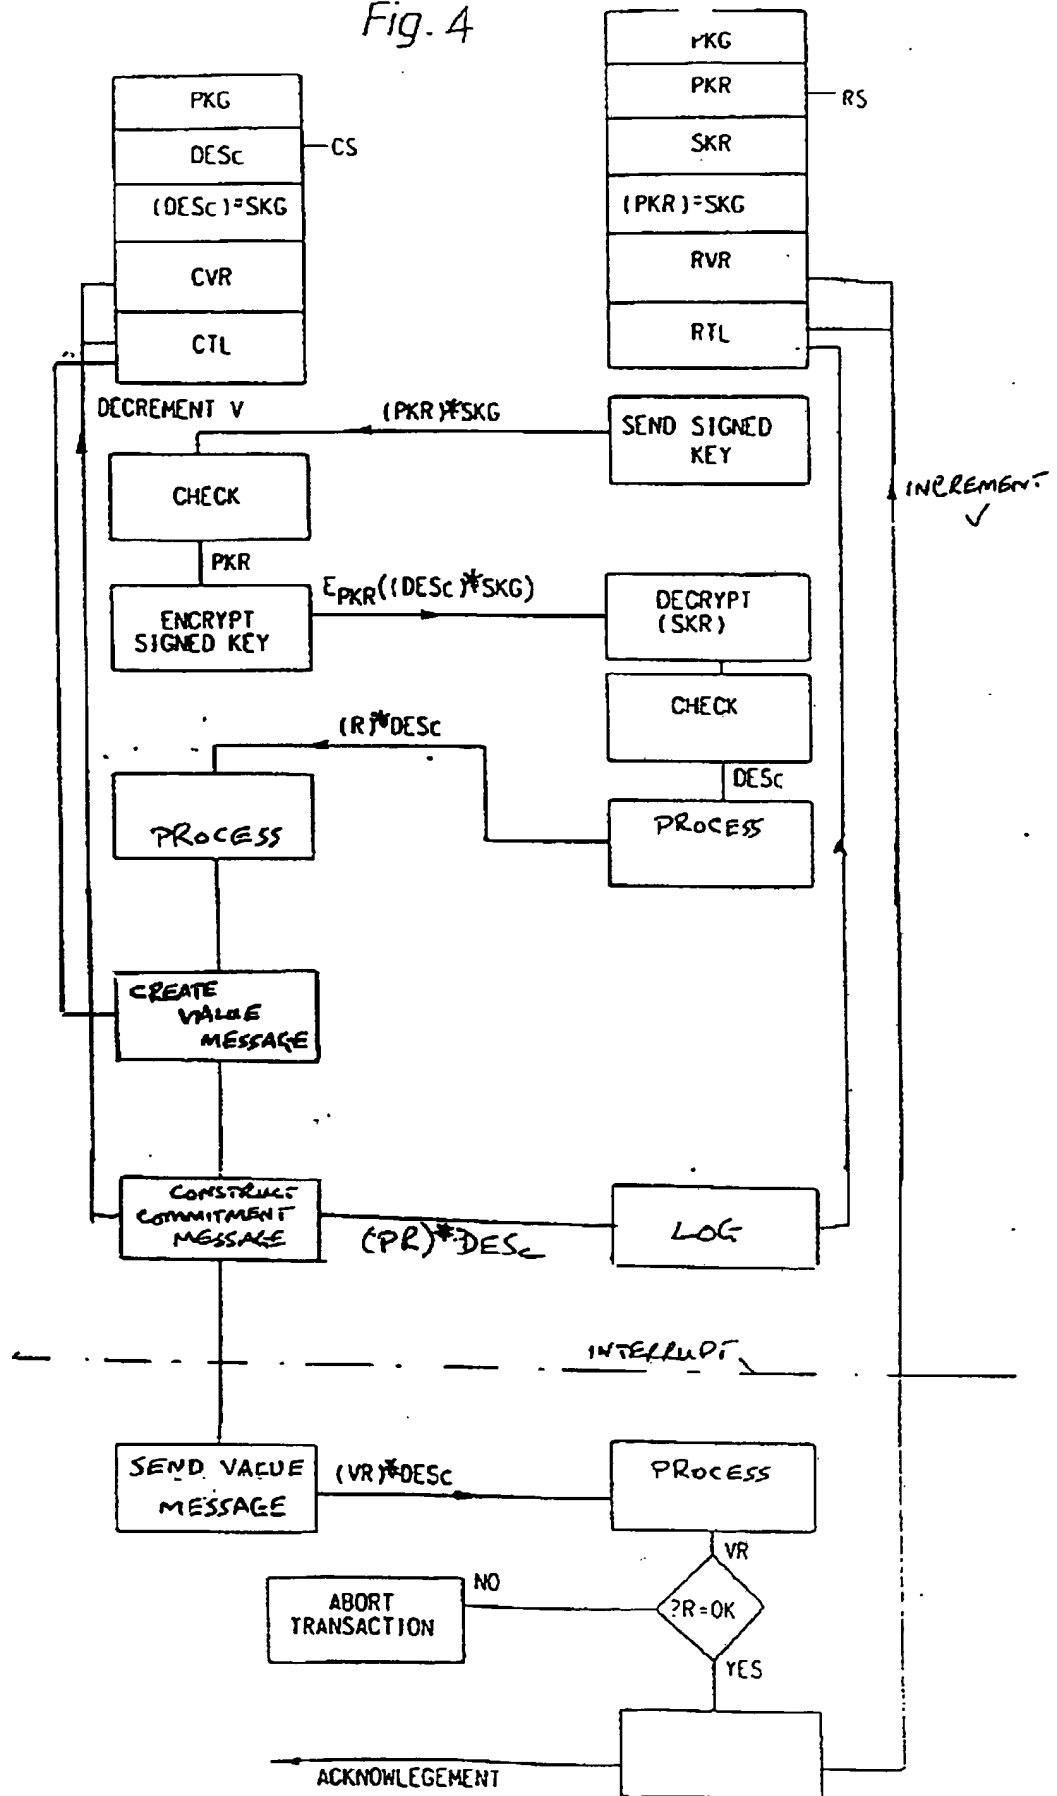 Fig. 4
PKG
DESc
CS
(DESc)=SKG
CVR
CTL
PKG
PKR
RS
SKR
(PKR)=SKG
RVR
RTL
DECREMENT V
(PKR)*SKG
SEND SIGNED
KEY
CHECK
INCREMENT
V
PKR
ENCRYPT
SIGNED KEY
EPKR((DESc)*SKG)
DECRYPT
(SKR)
CHECK
DESc
(R)*DESc
PROCESS
PROCESS
CREATE
VALUE
MESSAGE
CONSTRUCT
COMMITMENT
MESSAGE
(PR)*DESc
LOG
INTERRUPT
SEND VALUE
MESSAGE
(VR)*DESc
PROCESS
VR
?R=OK
NO
ABORT
TRANSACTION
YES
ACKNOWLEGEMENT